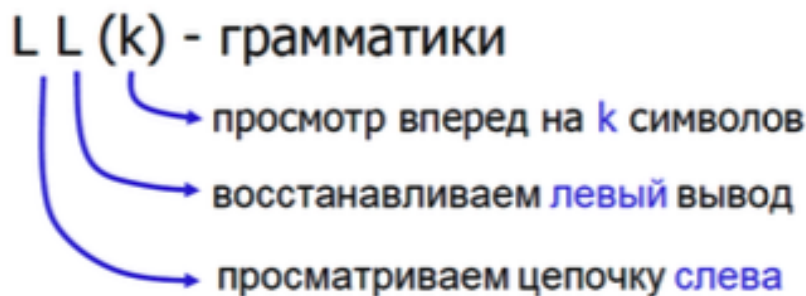 L L (k) - грамматики
просмотр вперед на k символов
восстанавливаем левый вывод
просматриваем цепочку слева